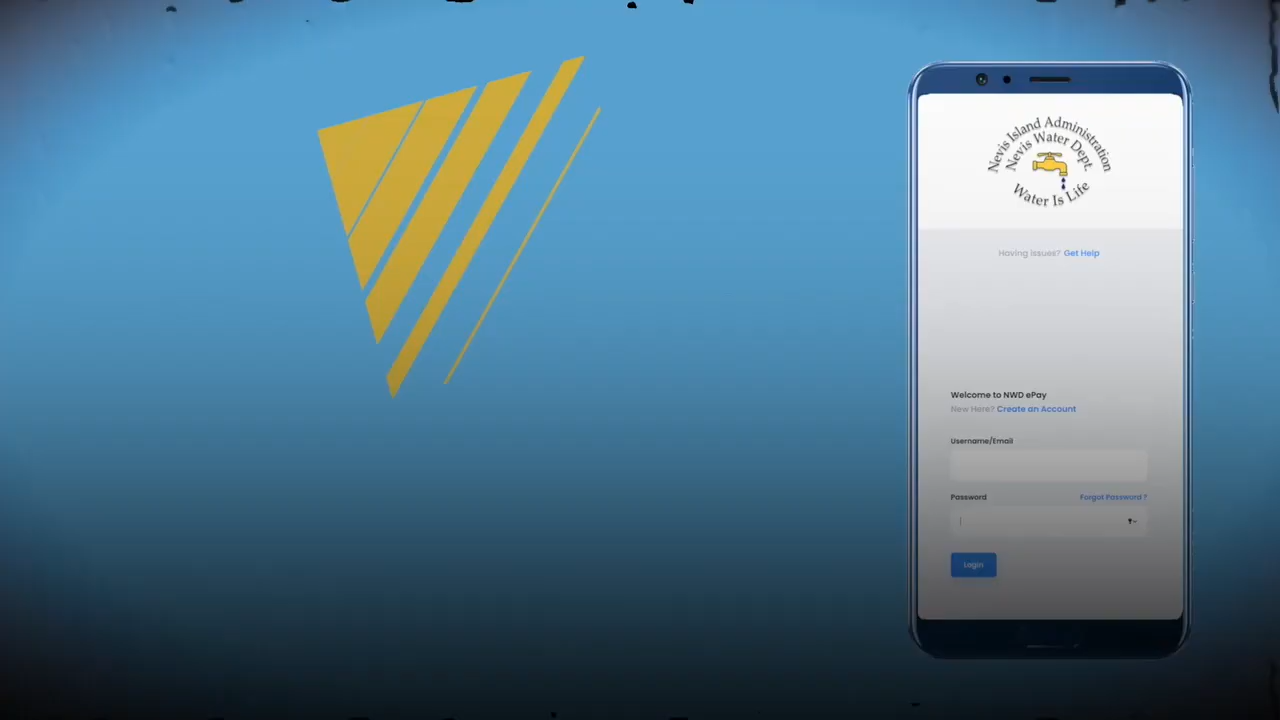 Nevis Island Administration
Nevis Water Dept.
Water Is Life
Having issues? Get Help
Welcome to NWD ePay
New Here? Create an Account
Username/Email
Password
Forgot Password ?
Login